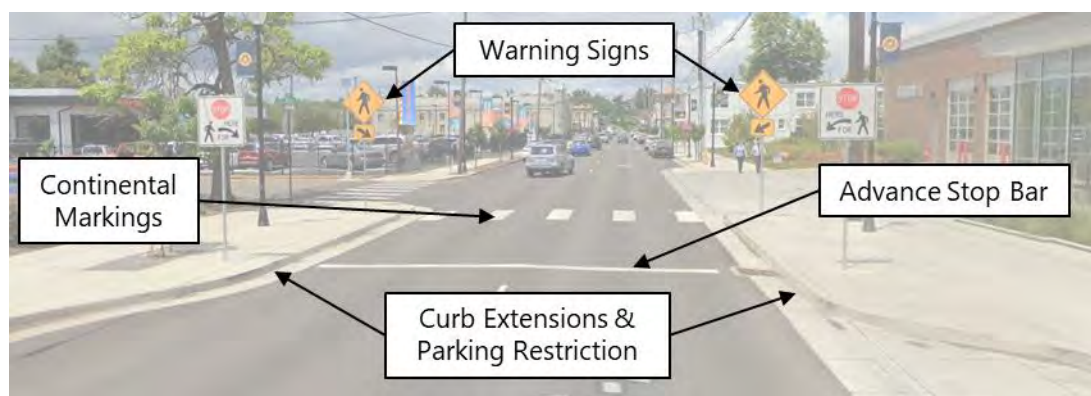 Warning Signs
STOP
HERE
FOR
STOP
HERE
FOR
Continental
Markings
Advance Stop Bar
Curb Extensions &
Parking Restriction